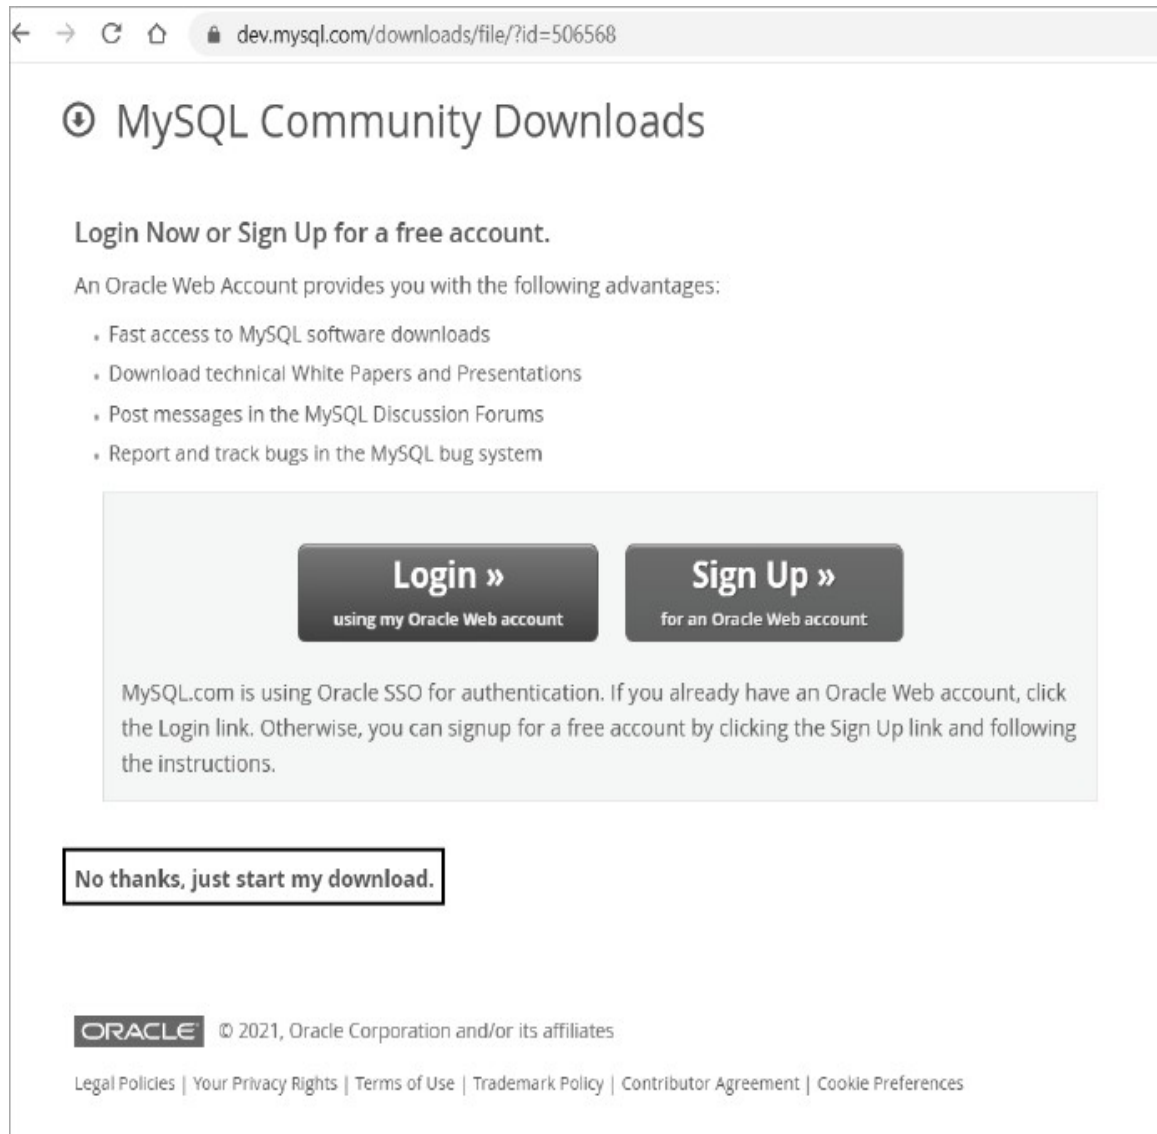 dev.mysql.com/downloads/file/?id=506568
MySQL Community Downloads
Login Now or Sign Up for a free account.
An Oracle Web Account provides you with the following advantages:
• Fast access to MySQL software downloads
• Download technical White Papers and Presentations
• Post messages in the MySQL Discussion Forums
• Report and track bugs in the MySQL bug system
Login »
using my Oracle Web account
Sign Up »
for an Oracle Web account
MySQL.com is using Oracle SSO for authentication. If you already have an Oracle Web account, click
the Login link. Otherwise, you can signup for a free account by clicking the Sign Up link and following
the instructions.
No thanks, just start my download.
ORACLE © 2021, Oracle Corporation and/or its affiliates
Legal Policies | Your Privacy Rights | Terms of Use | Trademark Policy | Contributor Agreement | Cookie Preferences